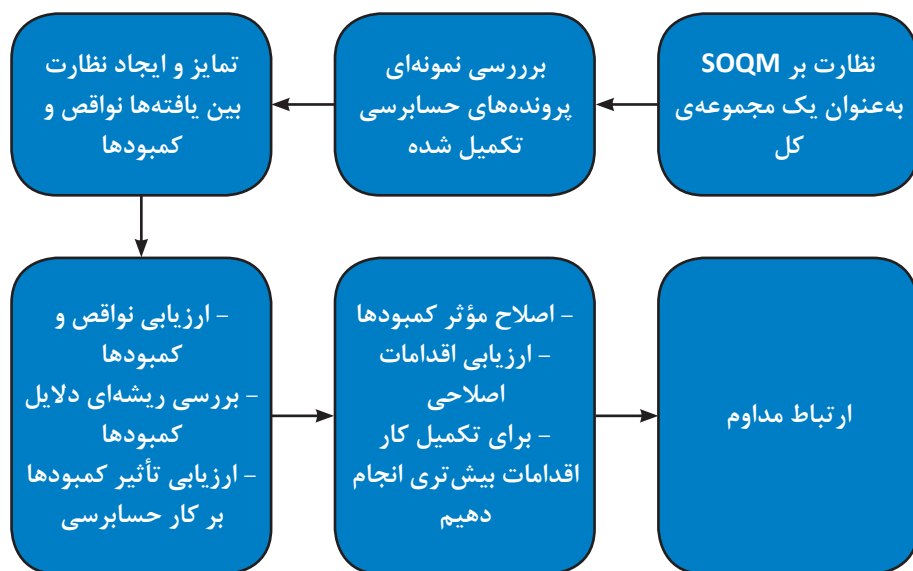 نظارت بر SOQM
به‌عنوان یک مجموعه‌ی
کل
برررسی نمونه‌ای
پرونده‌های حسابرسی
تکمیل شده
تمایز و ایجاد نظارت
بین یافته‌ها نواقص و
کمبودها
– ارزیابی نواقص و
کمبودها
– بررسی ریشه‌ای دلایل
کمبودها
– ارزیابی تأثیر کمبودها
بر کار حسابرسی
– اصلاح مؤثر کمبودها
– ارزیابی اقدامات
اصلاحی
– برای تکمیل کار
اقدامات بیش‌تری انجام
دهیم
ارتباط مداوم